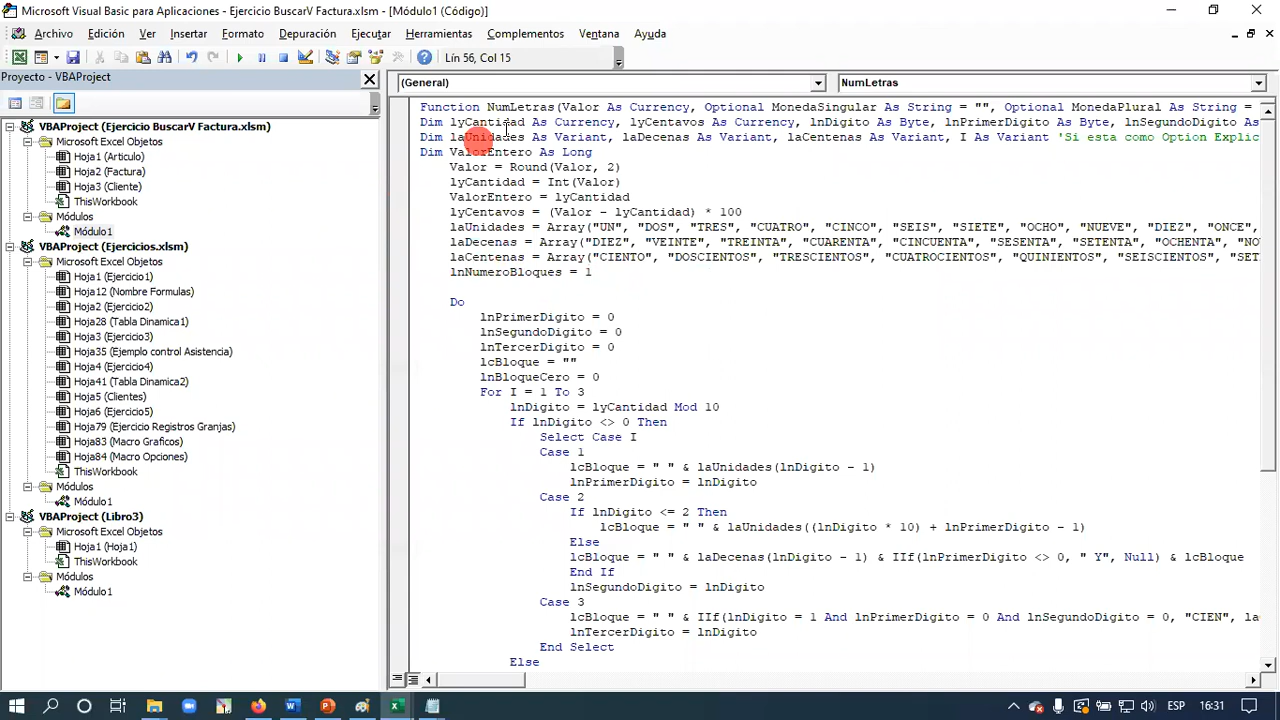 Microsoft Visual Basic para Aplicaciones - Ejercicio BuscarV Factura.xlsm - [Módulo1 (Código)]
Archivo Edición Ver Insertar Formato Depuración Ejecutar Herramientas Complementos Ventana Ayuda
Lín 56, Col 15
Proyecto - VBAProject
VBAProject (Ejercicio BuscarV Factura.xlsm)
Microsoft Excel Objetos
Hoja1 (Articulo)
Hoja2 (Factura)
Hoja3 (Cliente)
ThisWorkbook
Módulos
Módulo1
VBAProject (Ejercicios.xlsm)
Microsoft Excel Objetos
Hoja1 (Ejercicio1)
Hoja12 (Nombre Formulas)
Hoja2 (Ejercicio2)
Hoja28 (Tabla Dinamica1)
Hoja3 (Ejercicio3)
Hoja35 (Ejemplo control Asistencia)
Hoja4 (Ejercicio4)
Hoja41 (Tabla Dinamica2)
Hoja5 (Clientes)
Hoja6 (Ejercicio5)
Hoja79 (Ejercicio Registros Granjas)
Hoja83 (Macro Graficos)
Hoja84 (Macro Opciones)
ThisWorkbook
Módulos
Módulo1
VBAProject (Libro3)
Microsoft Excel Objetos
Hoja1 (Hoja1)
ThisWorkbook
Módulos
Módulo1
(General)
NumLetras
Function NumLetras(Valor As Currency, Optional MonedaSingular As String = "", Optional MonedaPlural As String =
Dim lyCantidad As Currency, lyCentavos As Currency, lnDigito As Byte, lnPrimerDigito As Byte, lnSegundoDigito As
Dim laUnidades As Variant, laDecenas As Variant, laCentenas As Variant, I As Variant 'Si esta como Option Explic
Dim ValorEntero As Long
Valor = Round(Valor, 2)
lyCantidad = Int(Valor)
ValorEntero = lyCantidad
lyCentavos = (Valor - lyCantidad) * 100
laUnidades = Array("UN", "DOS", "TRES", "CUATRO", "CINCO", "SEIS", "SIETE", "OCHO", "NUEVE", "DIEZ", "ONCE",
laDecenas = Array("DIEZ", "VEINTE", "TREINTA", "CUARENTA", "CINCUENTA", "SESENTA", "SETENTA", "OCHENTA", "NO
laCentenas = Array("CIENTO", "DOSCIENTOS", "TRESCIENTOS", "CUATROCIENTOS", "QUINIENTOS", "SEISCIENTOS", "SET
lnNumeroBloques = 1
Do
lnPrimerDigito = 0
lnSegundoDigito = 0
lnTercerDigito = 0
lcBloque = ""
lnBloqueCero = 0
For I = 1 To 3
lnDigito = lyCantidad Mod 10
If lnDigito <> 0 Then
Select Case I
Case 1
lcBloque = " " & laUnidades(lnDigito - 1)
lnPrimerDigito = lnDigito
Case 2
If lnDigito <= 2 Then
lcBloque = " " & laUnidades((lnDigito * 10) + lnPrimerDigito - 1)
Else
lcBloque = " " & laDecenas(lnDigito - 1) & IIf(lnPrimerDigito <> 0, " Y", Null) & lcBloque
End If
lnSegundoDigito = lnDigito
Case 3
lcBloque = " " & IIf(lnDigito = 1 And lnPrimerDigito = 0 And lnSegundoDigito = 0, "CIEN", la
lnTercerDigito = lnDigito
End Select
Else
ESP 16:31